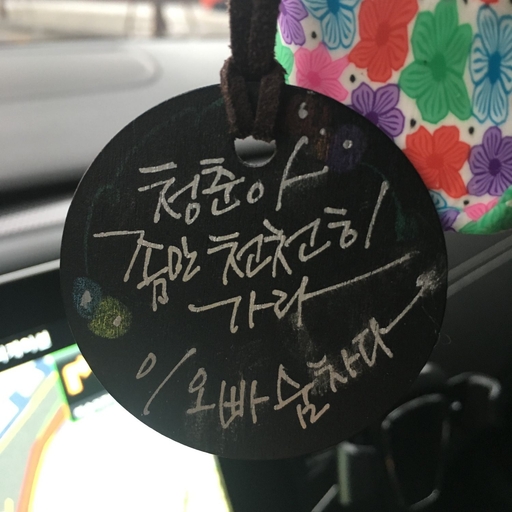 청춘아
좀만 천천히
가라
이 오빠 숨차다